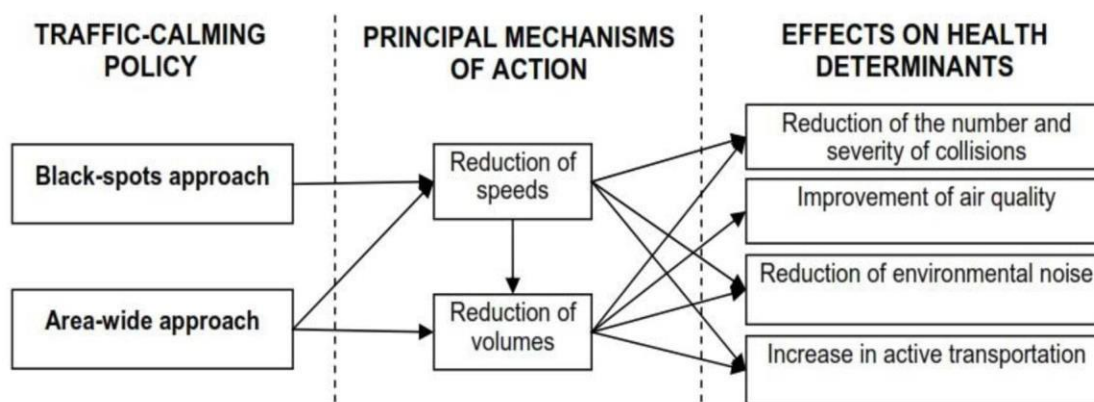 TRAFFIC-CALMING
POLICY
PRINCIPAL MECHANISMS
OF ACTION
EFFECTS ON HEALTH
DETERMINANTS
Black-spots approach
Area-wide approach
Reduction of
speeds
Reduction of
volumes
Reduction of the number and
severity of collisions
Improvement of air quality
Reduction of environmental noise
Increase in active transportation